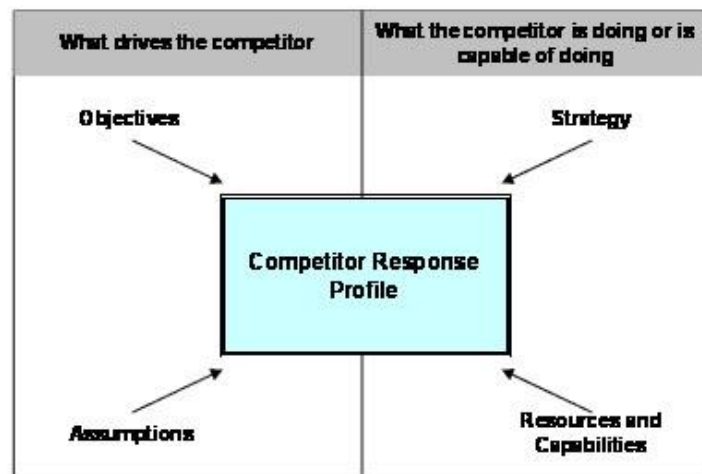 What drives the competitor
What the competitor is doing or is
capable of doing
Objectives
Strategy
Competitor Response
Profile
Assumptions
Resources and
Capabilities